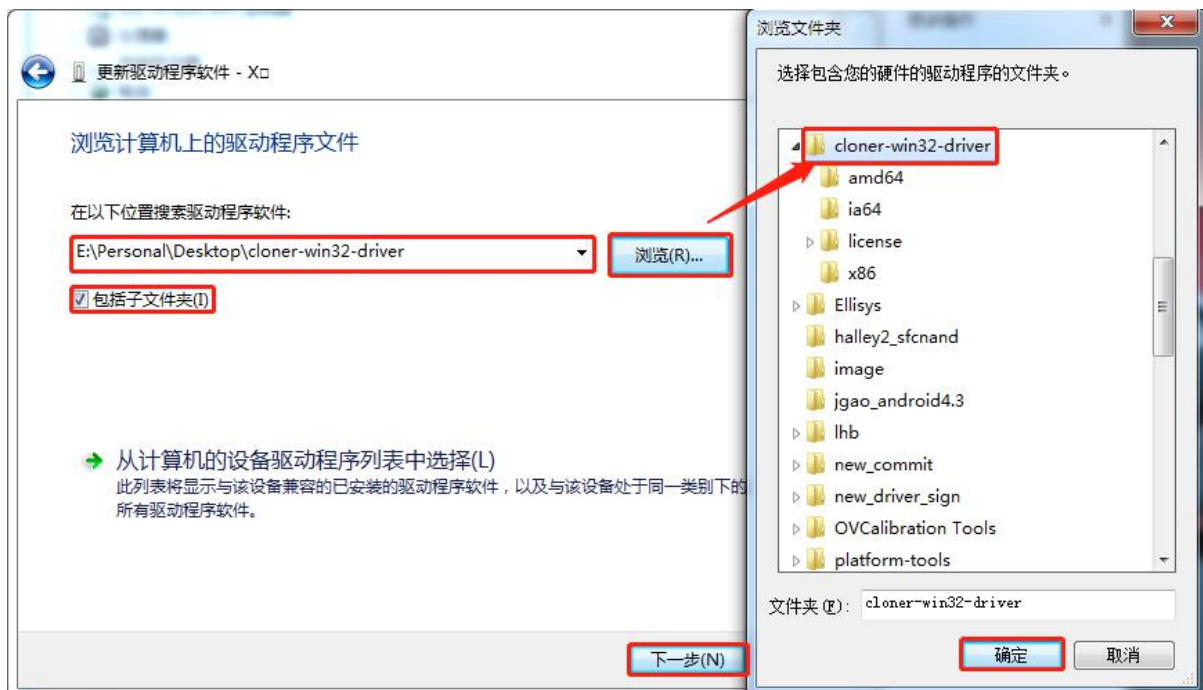 更新驱动程序软件 - X□
浏览计算机上的驱动程序文件
在以下位置搜索驱动程序软件:
E:\Personal\Desktop\cloner-win32-driver
浏览(R)...
包括子文件夹(I)
从计算机的设备驱动程序列表中选择(L)
此列表将显示与该设备兼容的已安装的驱动程序软件，以及与该设备处于同一类别下的
所有驱动程序软件。
下一步(N)
浏览文件夹
选择包含您的硬件的驱动程序的文件夹。
cloner-win32-driver
amd64
ia64
license
x86
Ellisys
halley2_sfcnand
image
jgao_android4.3
lhb
new_commit
new_driver_sign
OVCalibration Tools
platform-tools
文件夹(F): cloner-win32-driver
确定
取消